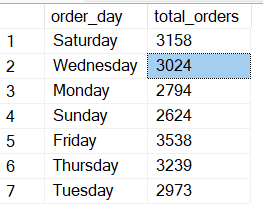 order_day total_orders
1 Saturday 3158
2 Wednesday 3024
3 Monday 2794
4 Sunday 2624
5 Friday 3538
6 Thursday 3239
7 Tuesday 2973